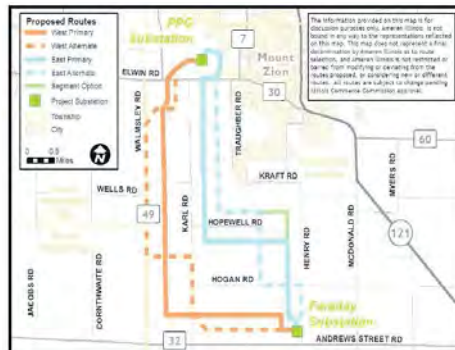 Proposed Routes
West Primary
West Alternate
East Primary
East Alternate
Segment Option
Project Substation
Township
City
0 0.5
Miles
N
PPG
Substation
The information provided on this map is for
discussion purposes only. Ameren Illinois is not
bound in any way to the representations reflected
on this map. This map does not represent a final
determination by Ameren Illinois as to route
selection, and Ameren Illinois is not restricted or
barred from modifying or deviating from the
routes proposed, or considering new or different
routes. All routes are subject to change pending
Illinois Commerce Commission approval.
7
Mount
Zion
ELWIN RD
30
WALMSLEY RD
TRAUGHBER RD
60
MYERS RD
KRAFT RD
WELLS RD
49
KARL RD
HOPEWELL RD
HENRY RD
MCDONALD RD
121
HOGAN RD
JACOBS RD
CORNTHWAITE RD
Faraday
Substation
32
ANDREWS STREET RD